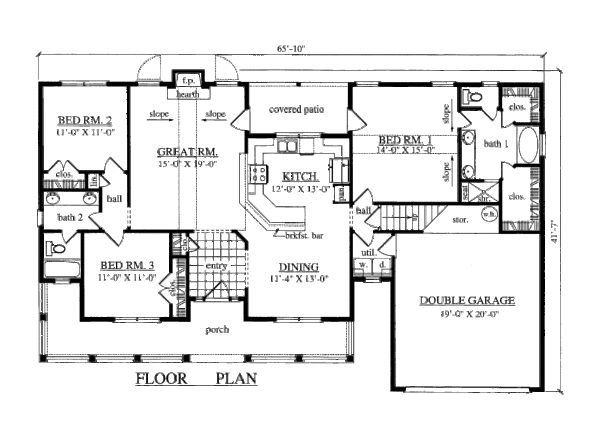 65'-10"
f.p.
hearth
slope
slope
covered patio
clos.
BED RM. 2
11'-0" X 11'-0"
GREAT RM.
15'-0" X 19'-0"
BED RM. 1
14'-0" X 15'-0"
slope
slope
bath 1
KITCH.
12'-0" X 13'-0"
clos.
lin.
hall
pan.
seat
shr.
clos.
bath 2
hall
up
stor.
w.h.
brkfst. bar
41'-7"
clo.
util.
w.
d.
BED RM. 3
11'-0" X 11'-0"
clos.
entry
DINING
11'-4" X 13'-0"
DOUBLE GARAGE
19'-0" X 20'-0"
porch
FLOOR PLAN